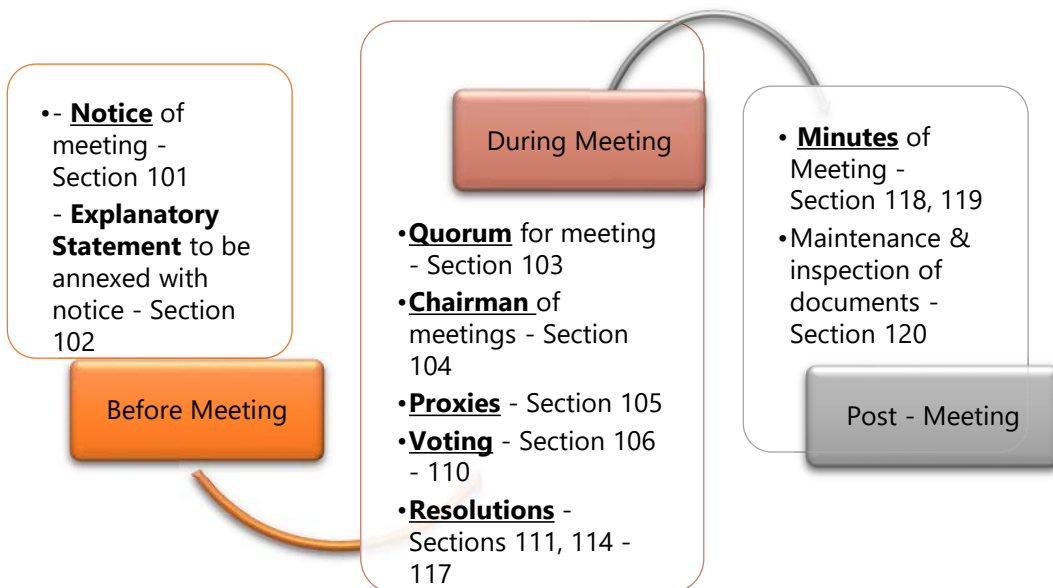 •- Notice of
meeting -
Section 101
- Explanatory
Statement to be
annexed with
notice - Section
102
Before Meeting
During Meeting
•Quorum for meeting
- Section 103
•Chairman of
meetings - Section
104
•Proxies - Section 105
•Voting - Section 106
- 110
•Resolutions -
Sections 111, 114 -
117
• Minutes of
Meeting -
Section 118, 119
•Maintenance &
inspection of
documents -
Section 120
Post - Meeting